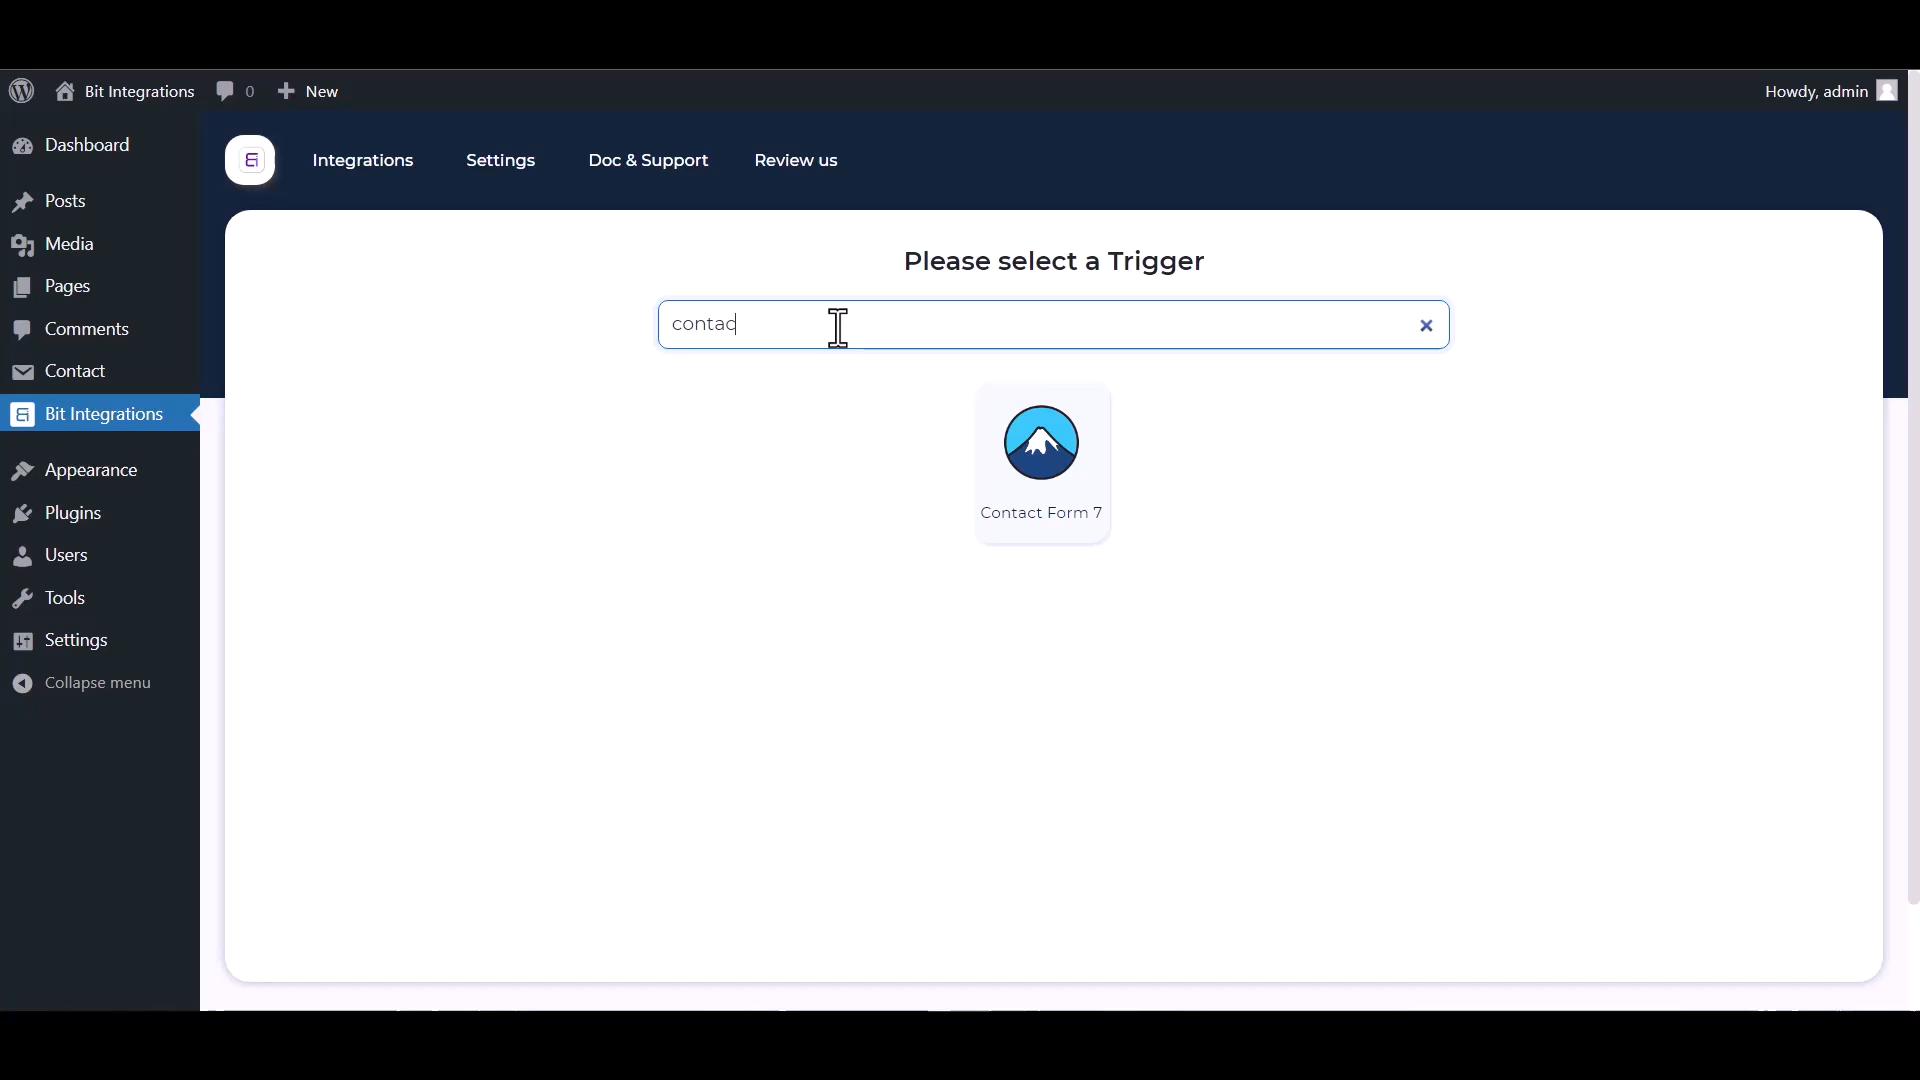 Bit Integrations
0
New
Howdy, admin
Dashboard
Posts
Media
Pages
Comments
Contact
Bit Integrations
Appearance
Plugins
Users
Tools
Settings
Collapse menu
Integrations
Settings
Doc & Support
Review us
Please select a Trigger
contac
Contact Form 7